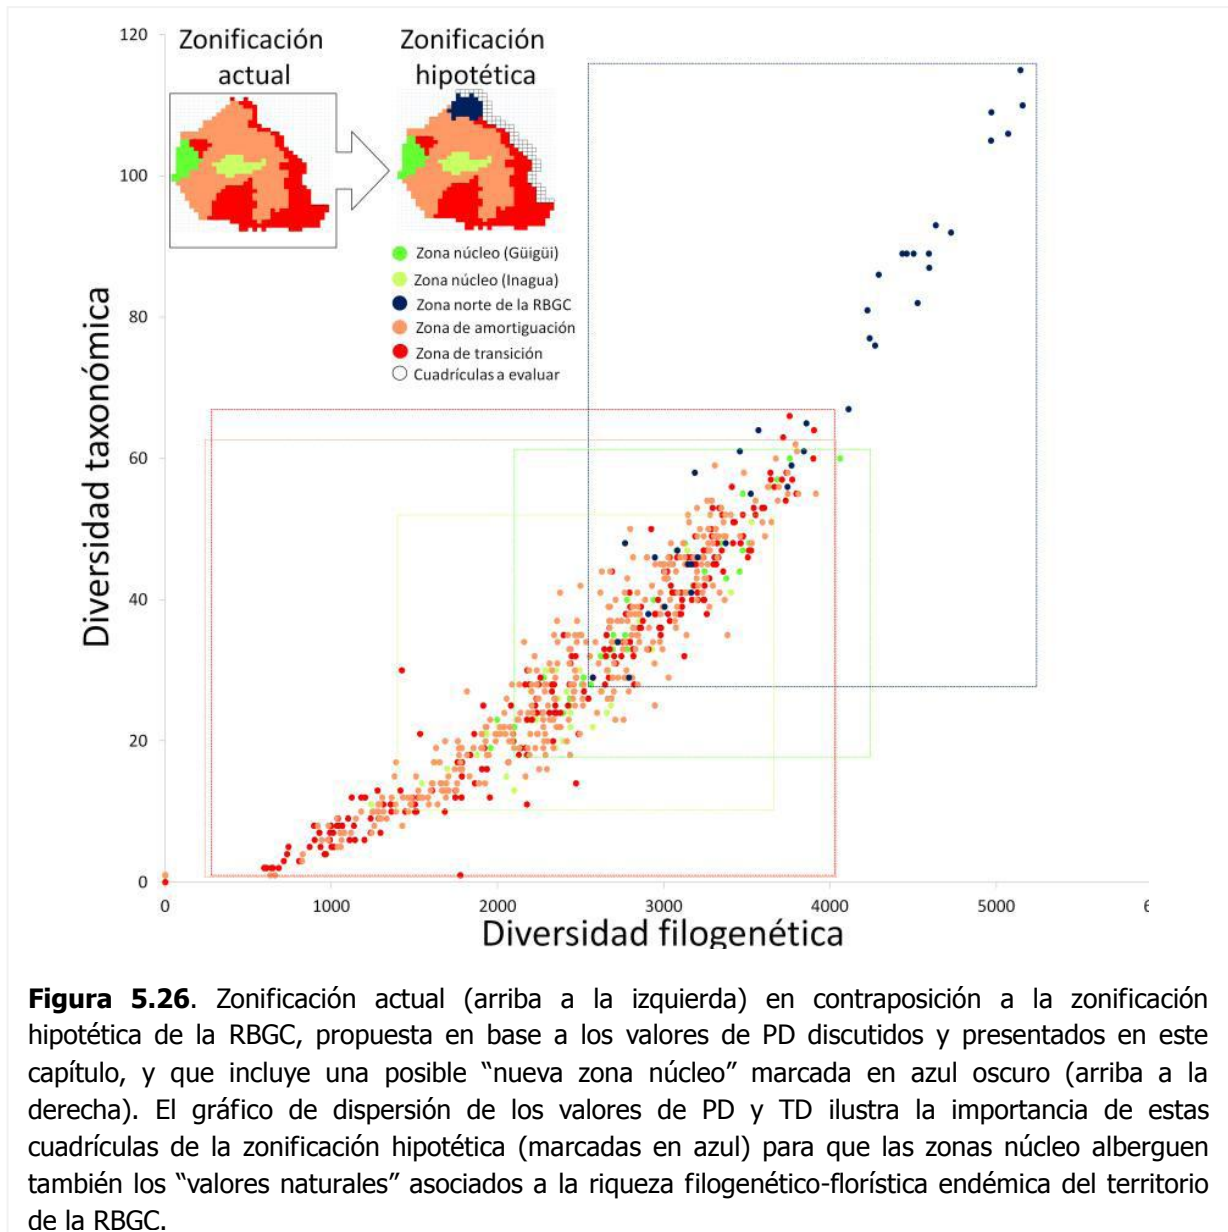 Zonificación
actual
Zonificación
hipotética
Zona núcleo (Güigüi)
Zona núcleo (Inagua)
Zona norte de la RBGC
Zona de amortiguación
Zona de transición
Cuadrículas a evaluar
Diversidad taxonómica
120
100
80
60
40
20
0
0
1000
2000
3000
4000
5000
Diversidad filogenética
Figura 5.26. Zonificación actual (arriba a la izquierda) en contraposición a la zonificación
hipotética de la RBGC, propuesta en base a los valores de PD discutidos y presentados en este
capítulo, y que incluye una posible “nueva zona núcleo” marcada en azul oscuro (arriba a la
derecha). El gráfico de dispersión de los valores de PD y TD ilustra la importancia de estas
cuadrículas de la zonificación hipotética (marcadas en azul) para que las zonas núcleo alberguen
también los “valores naturales” asociados a la riqueza filogenético-florística endémica del territorio
de la RBGC.